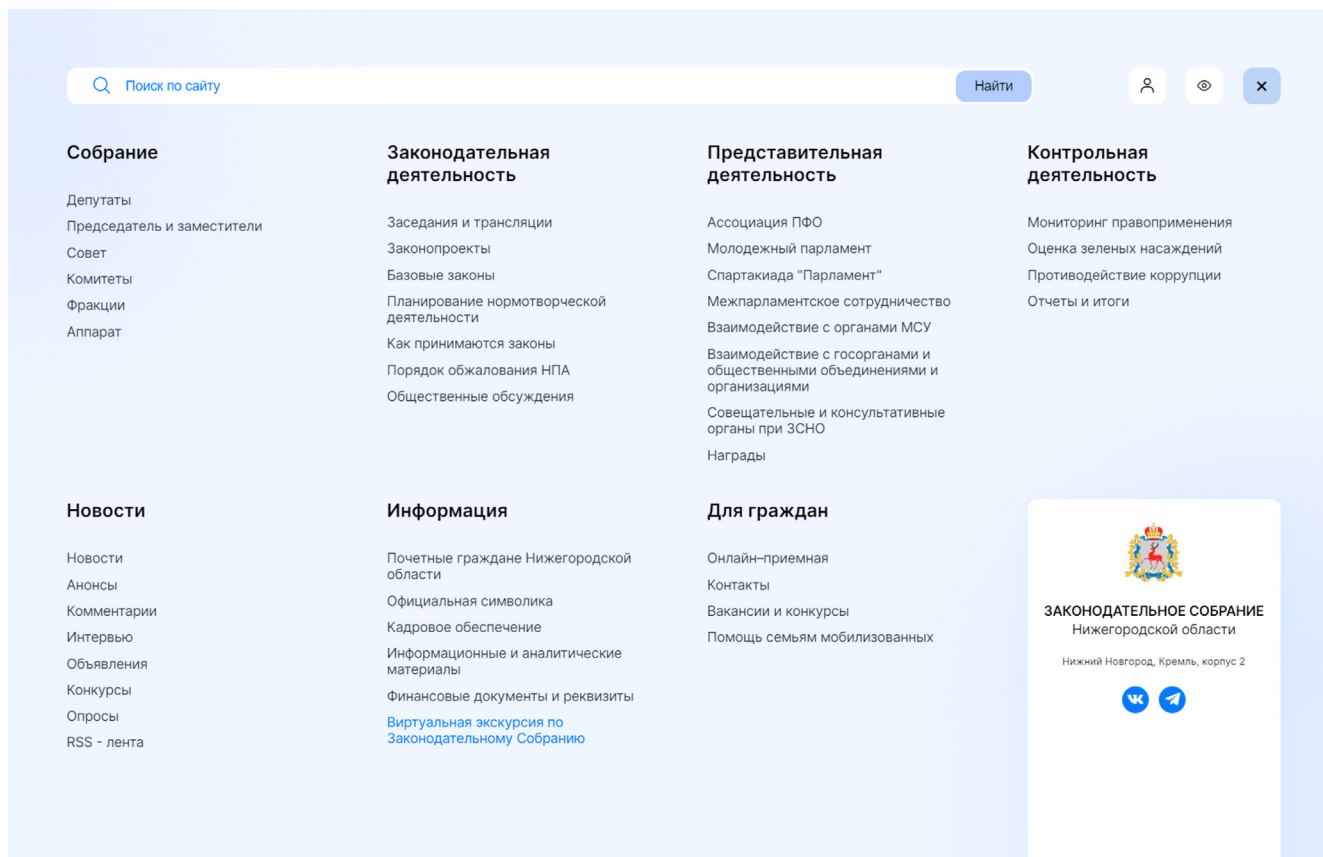 Поиск по сайту
Найти
Собрание
Депутаты
Председатель и заместители
Совет
Комитеты
Фракции
Аппарат
Законодательная
деятельность
Заседания и трансляции
Законопроекты
Базовые законы
Планирование нормотворческой
деятельности
Как принимаются законы
Порядок обжалования НПА
Общественные обсуждения
Представительная
деятельность
Ассоциация ПФО
Молодежный парламент
Спартакиада "Парламент"
Межпарламентское сотрудничество
Взаимодействие с органами МСУ
Взаимодействие с госорганами и
общественными объединениями и
организациями
Совещательные и консультативные
органы при ЗСНО
Награды
Контрольная
деятельность
Мониторинг правоприменения
Оценка зеленых насаждений
Противодействие коррупции
Отчеты и итоги
Новости
Новости
Анонсы
Комментарии
Интервью
Объявления
Конкурсы
Опросы
RSS - лента
Информация
Почетные граждане Нижегородской
области
Официальная символика
Кадровое обеспечение
Информационные и аналитические
материалы
Финансовые документы и реквизиты
Виртуальная экскурсия по
Законодательному Собранию
Для граждан
Онлайн–приемная
Контакты
Вакансии и конкурсы
Помощь семьям мобилизованных
ЗАКОНОДАТЕЛЬНОЕ СОБРАНИЕ
Нижегородской области
Нижний Новгород, Кремль, корпус 2